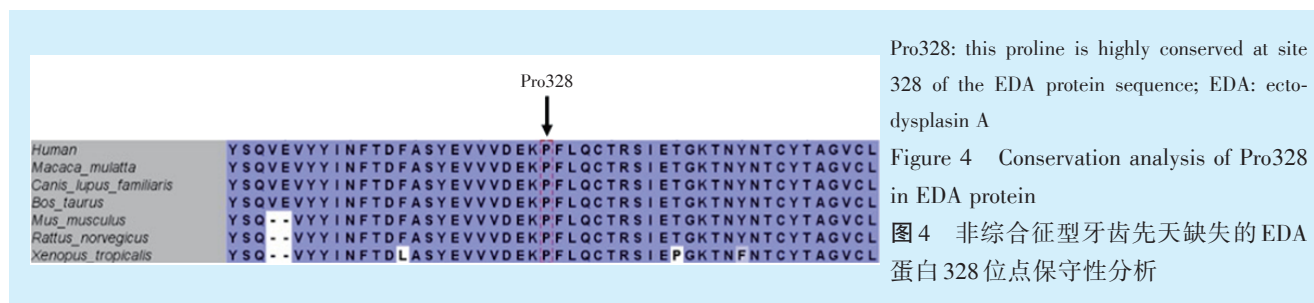 Pro328
Human YSQVEVYYINFTDFASYEVVVDEKPFLQCTRSIETGKTNYNTCYTAGVCL
Macaca_mulatta YSQVEVYYINFTDFASYEVVVDEKPFLQCTRSIETGKTNYNTCYTAGVCL
Canis_lupus_familiaris YSQVEVYYINFTDFASYEVVVDEKPFLQCTRSIETGKTNYNTCYTAGVCL
Bos_taurus YSQVEVYYINFTDFASYEVVVDEKPFLQCTRSIETGKTNYNTCYTAGVCL
Mus_musculus YSQ--VYYINFTDFASYEVVVDEKPFLQCTRSIETGKTNYNTCYTAGVCL
Rattus_norvegicus YSQ--VYYINFTDFASYEVVVDEKPFLQCTRSIETGKTNYNTCYTAGVCL
Xenopus_tropicalis YSQ--VYYINFTDLASYEVVVDEKPFLQCTRSIEPGKTNFNTCYTAGVCL
Pro328: this proline is highly conserved at site
328 of the EDA protein sequence; EDA: ecto-
dysplasin A
Figure 4 Conservation analysis of Pro328
in EDA protein
图4 非综合征型牙齿先天缺失的EDA
蛋白328位点保守性分析